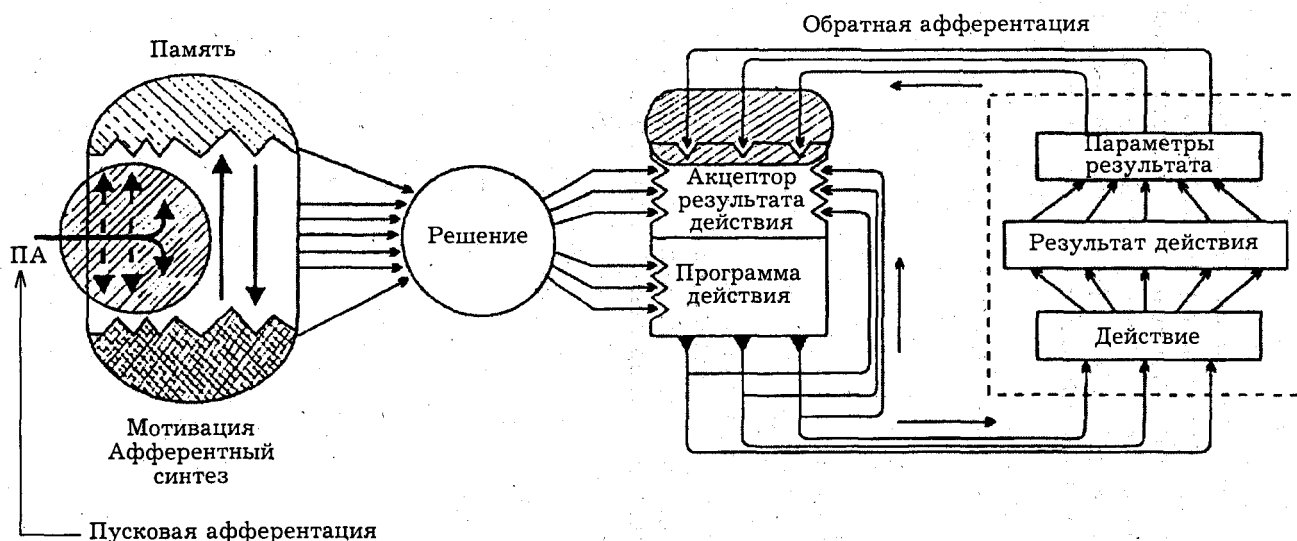 Обратная афферентация
Память
Параметры
результата
Акцептор
результата
действия
Решение
Результат действия
ПА
Программа
действия
Действие
Мотивация
Афферентный
синтез
Пусковая афферентация